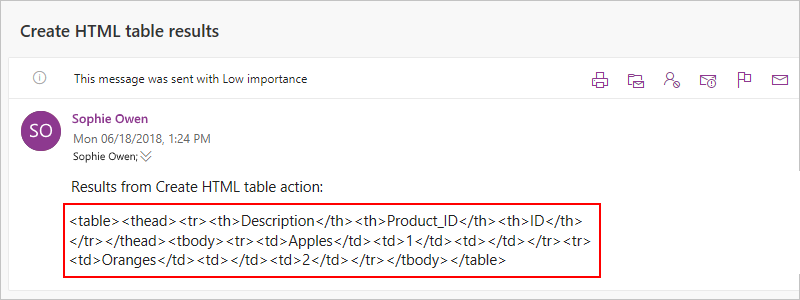 Create HTML table results
This message was sent with Low importance
SO
Sophie Owen
Mon 06/18/2018, 1:24 PM
Sophie Owen;
Results from Create HTML table action:
<table><thead><tr><th>Description</th><th>Product_ID</th><th>ID</th>
</tr></thead><tbody><tr><td>Apples</td><td>1</td><td></td></tr><tr>
<td>Oranges</td><td></td><td>2</td></tr></tbody></table>